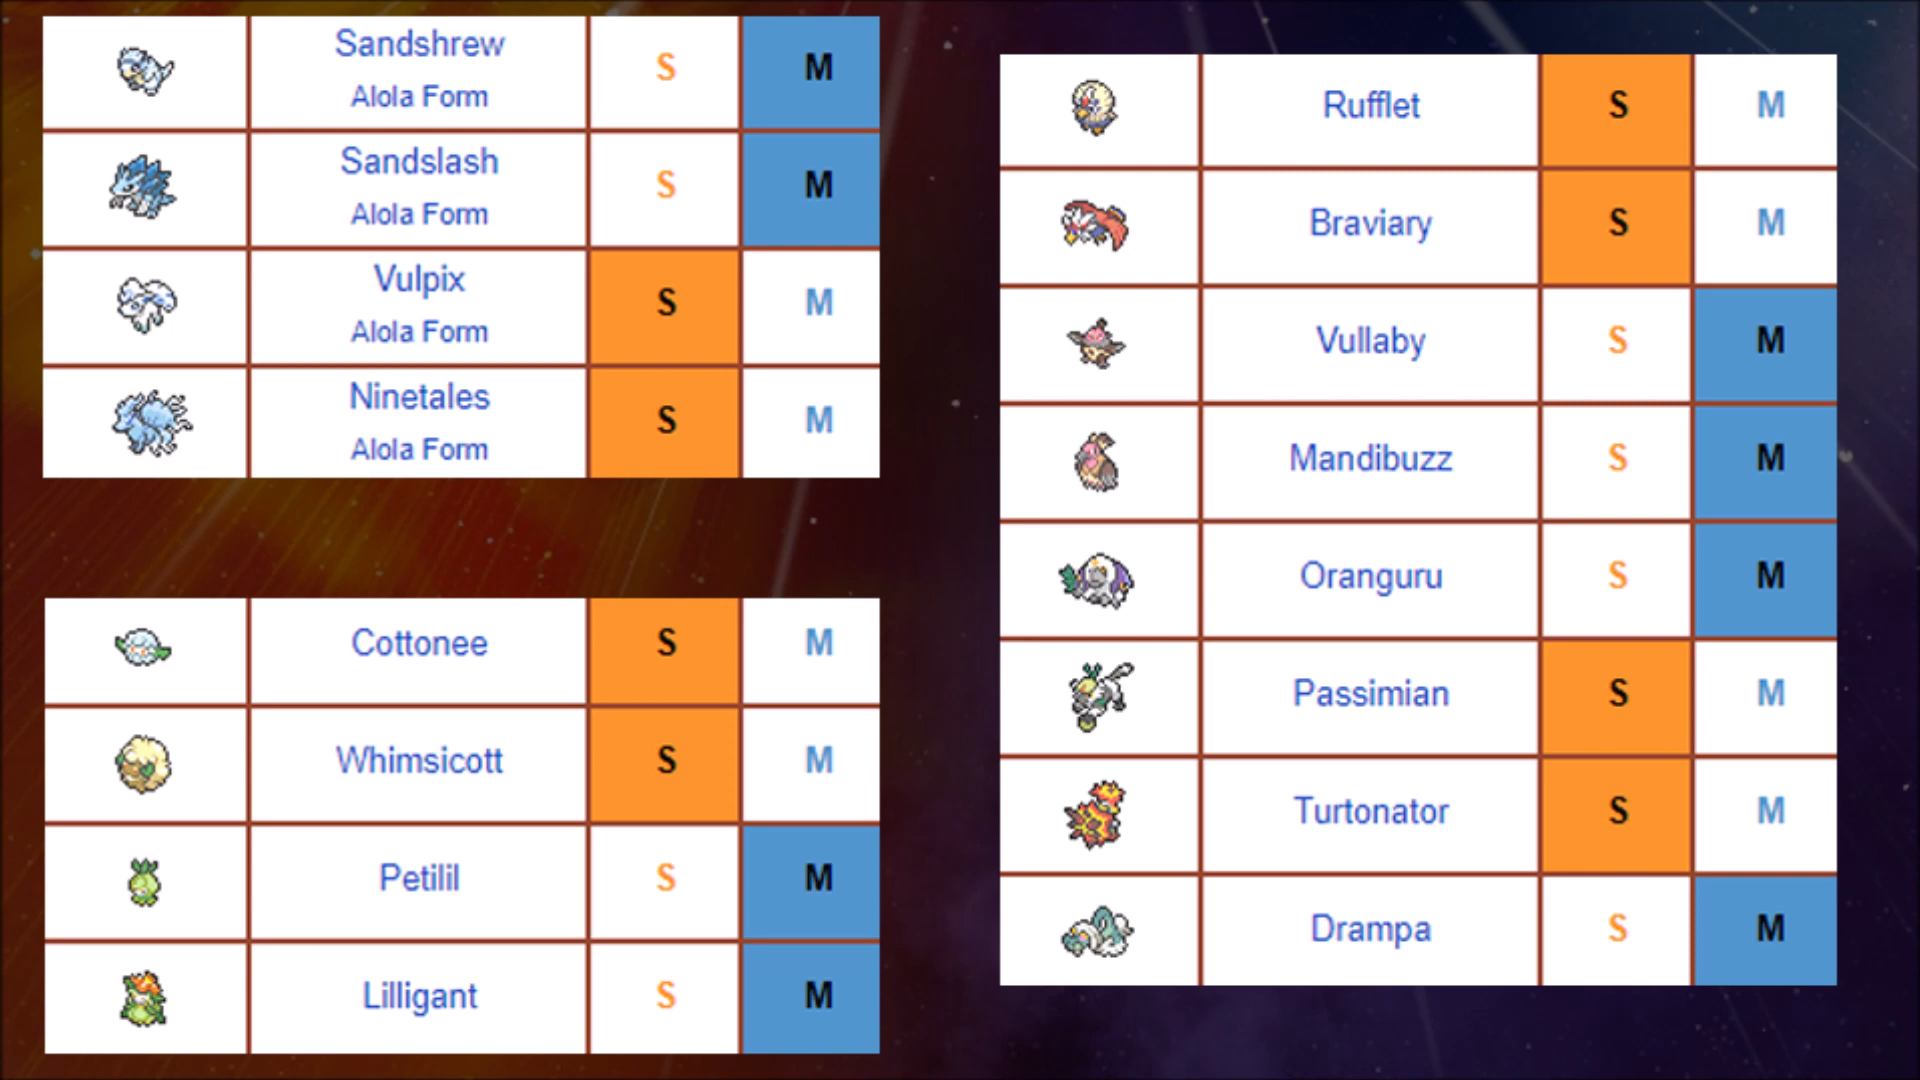 Sandshrew
Alola Form S M
Sandslash
Alola Form S M
Vulpix
Alola Form S M
Ninetales
Alola Form S M
Cottonee S M
Whimsicott S M
Petilil S M
Lilligant S M
Rufflet S M
Braviary S M
Vullaby S M
Mandibuzz S M
Oranguru S M
Passimian S M
Turtonator S M
Drampa S M